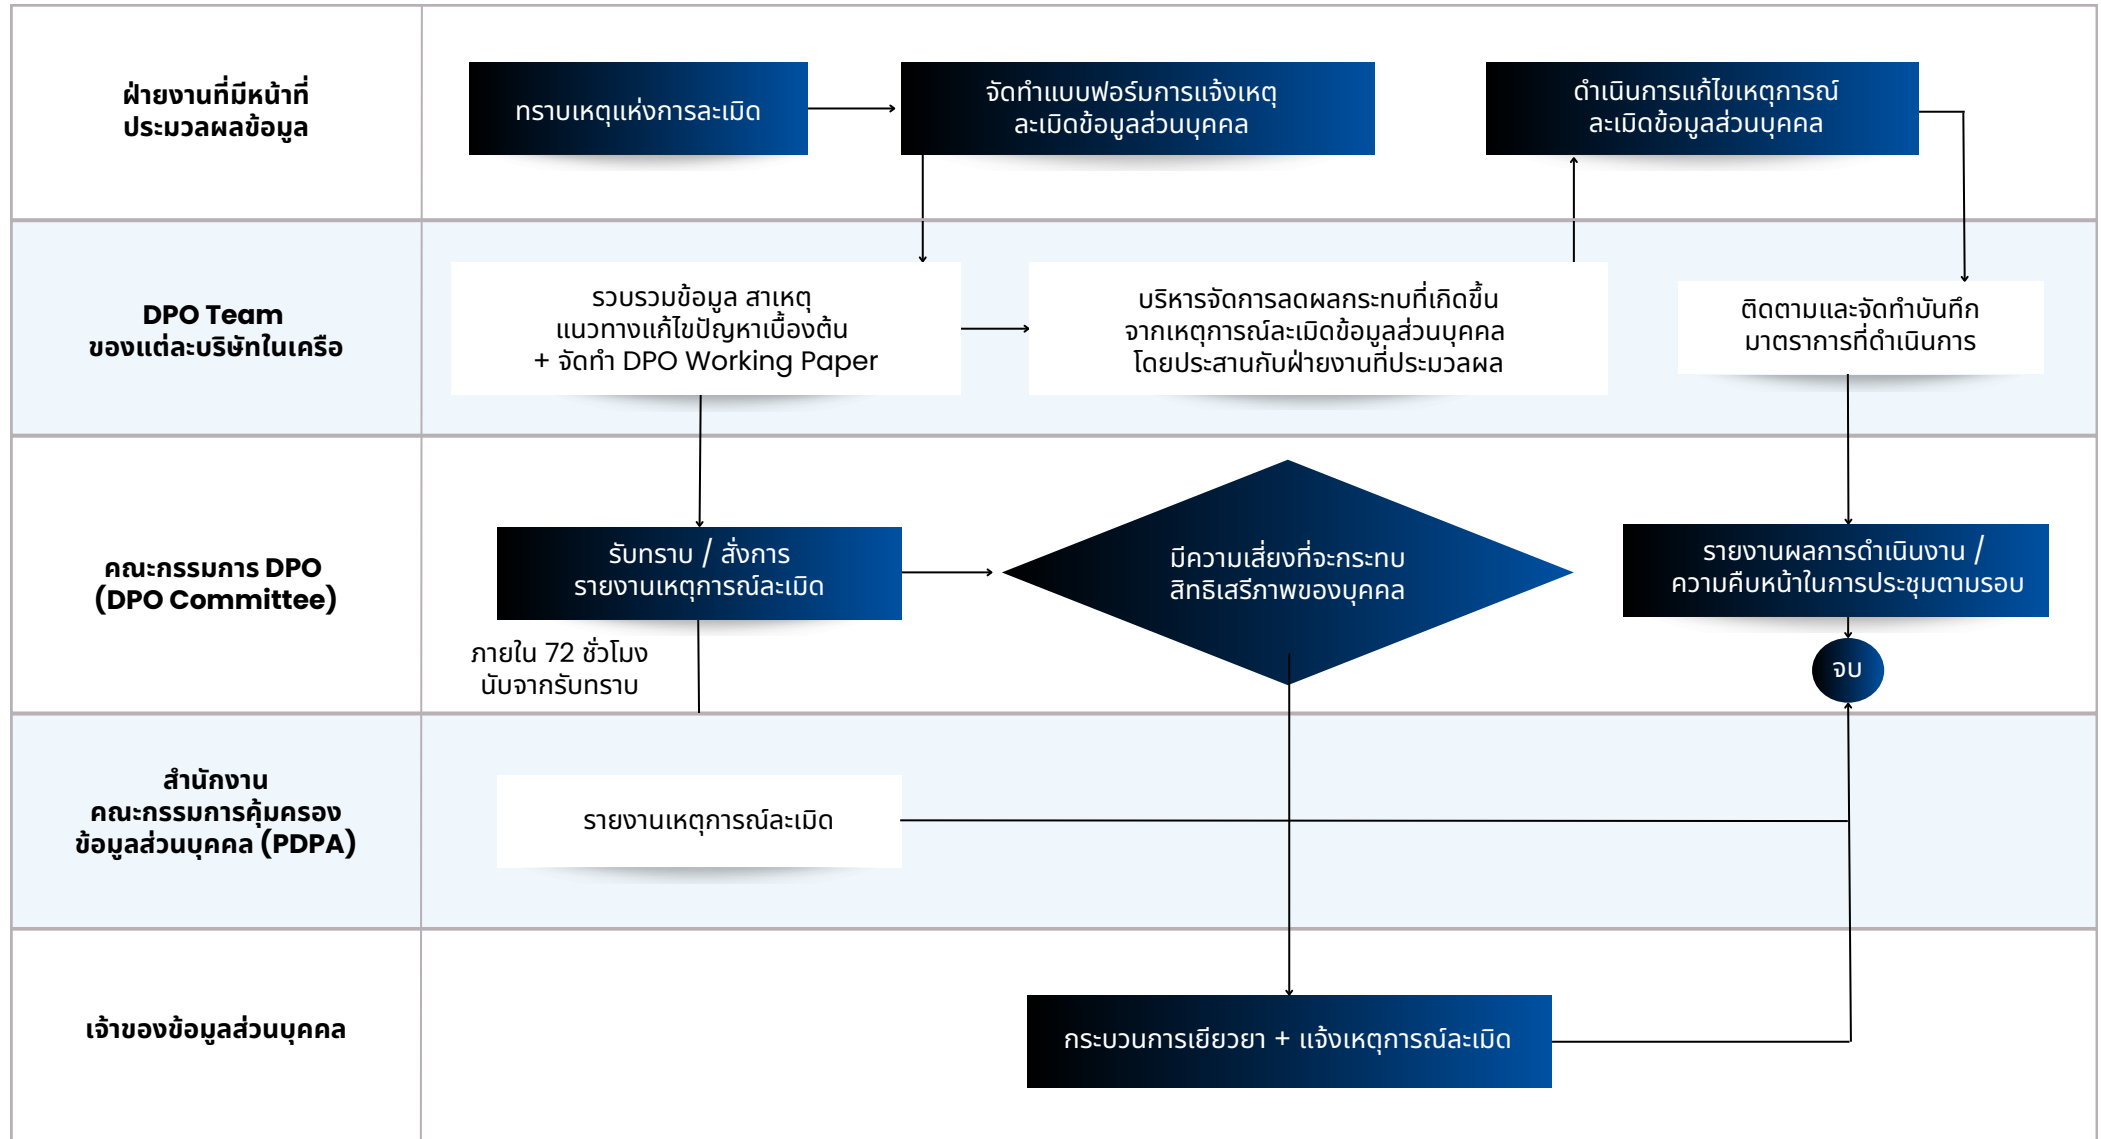 ฝ่ายงานที่มีหน้าที่
ประมวลผลข้อมูล
ทราบเหตุแห่งการละเมิด
จัดทำแบบฟอร์มการแจ้งเหตุ
ละเมิดข้อมูลส่วนบุคคล
ดำเนินการแก้ไขเหตุการณ์
ละเมิดข้อมูลส่วนบุคคล
DPO Team
ของแต่ละบริษัทในเครือ
รวบรวมข้อมูล สาเหตุ
แนวทางแก้ไขปัญหาเบื้องต้น
+ จัดทำ DPO Working Paper
บริหารจัดการลดผลกระทบที่เกิดขึ้น
จากเหตุการณ์ละเมิดข้อมูลส่วนบุคคล
โดยประสานกับฝ่ายงานที่ประมวลผล
ติดตามและจัดทำบันทึก
มาตราการที่ดำเนินการ
คณะกรรมการ DPO
(DPO Committee)
รับทราบ / สั่งการ
รายงานเหตุการณ์ละเมิด
มีความเสี่ยงที่จะกระทบ
สิทธิเสรีภาพของบุคคล
รายงานผลการดำเนินงาน /
ความคืบหน้าในการประชุมตามรอบ
ภายใน 72 ชั่วโมง
นับจากรับทราบ
จบ
สำนักงาน
คณะกรรมการคุ้มครอง
ข้อมูลส่วนบุคคล (PDPA)
รายงานเหตุการณ์ละเมิด
เจ้าของข้อมูลส่วนบุคคล
กระบวนการเยียวยา + แจ้งเหตุการณ์ละเมิด